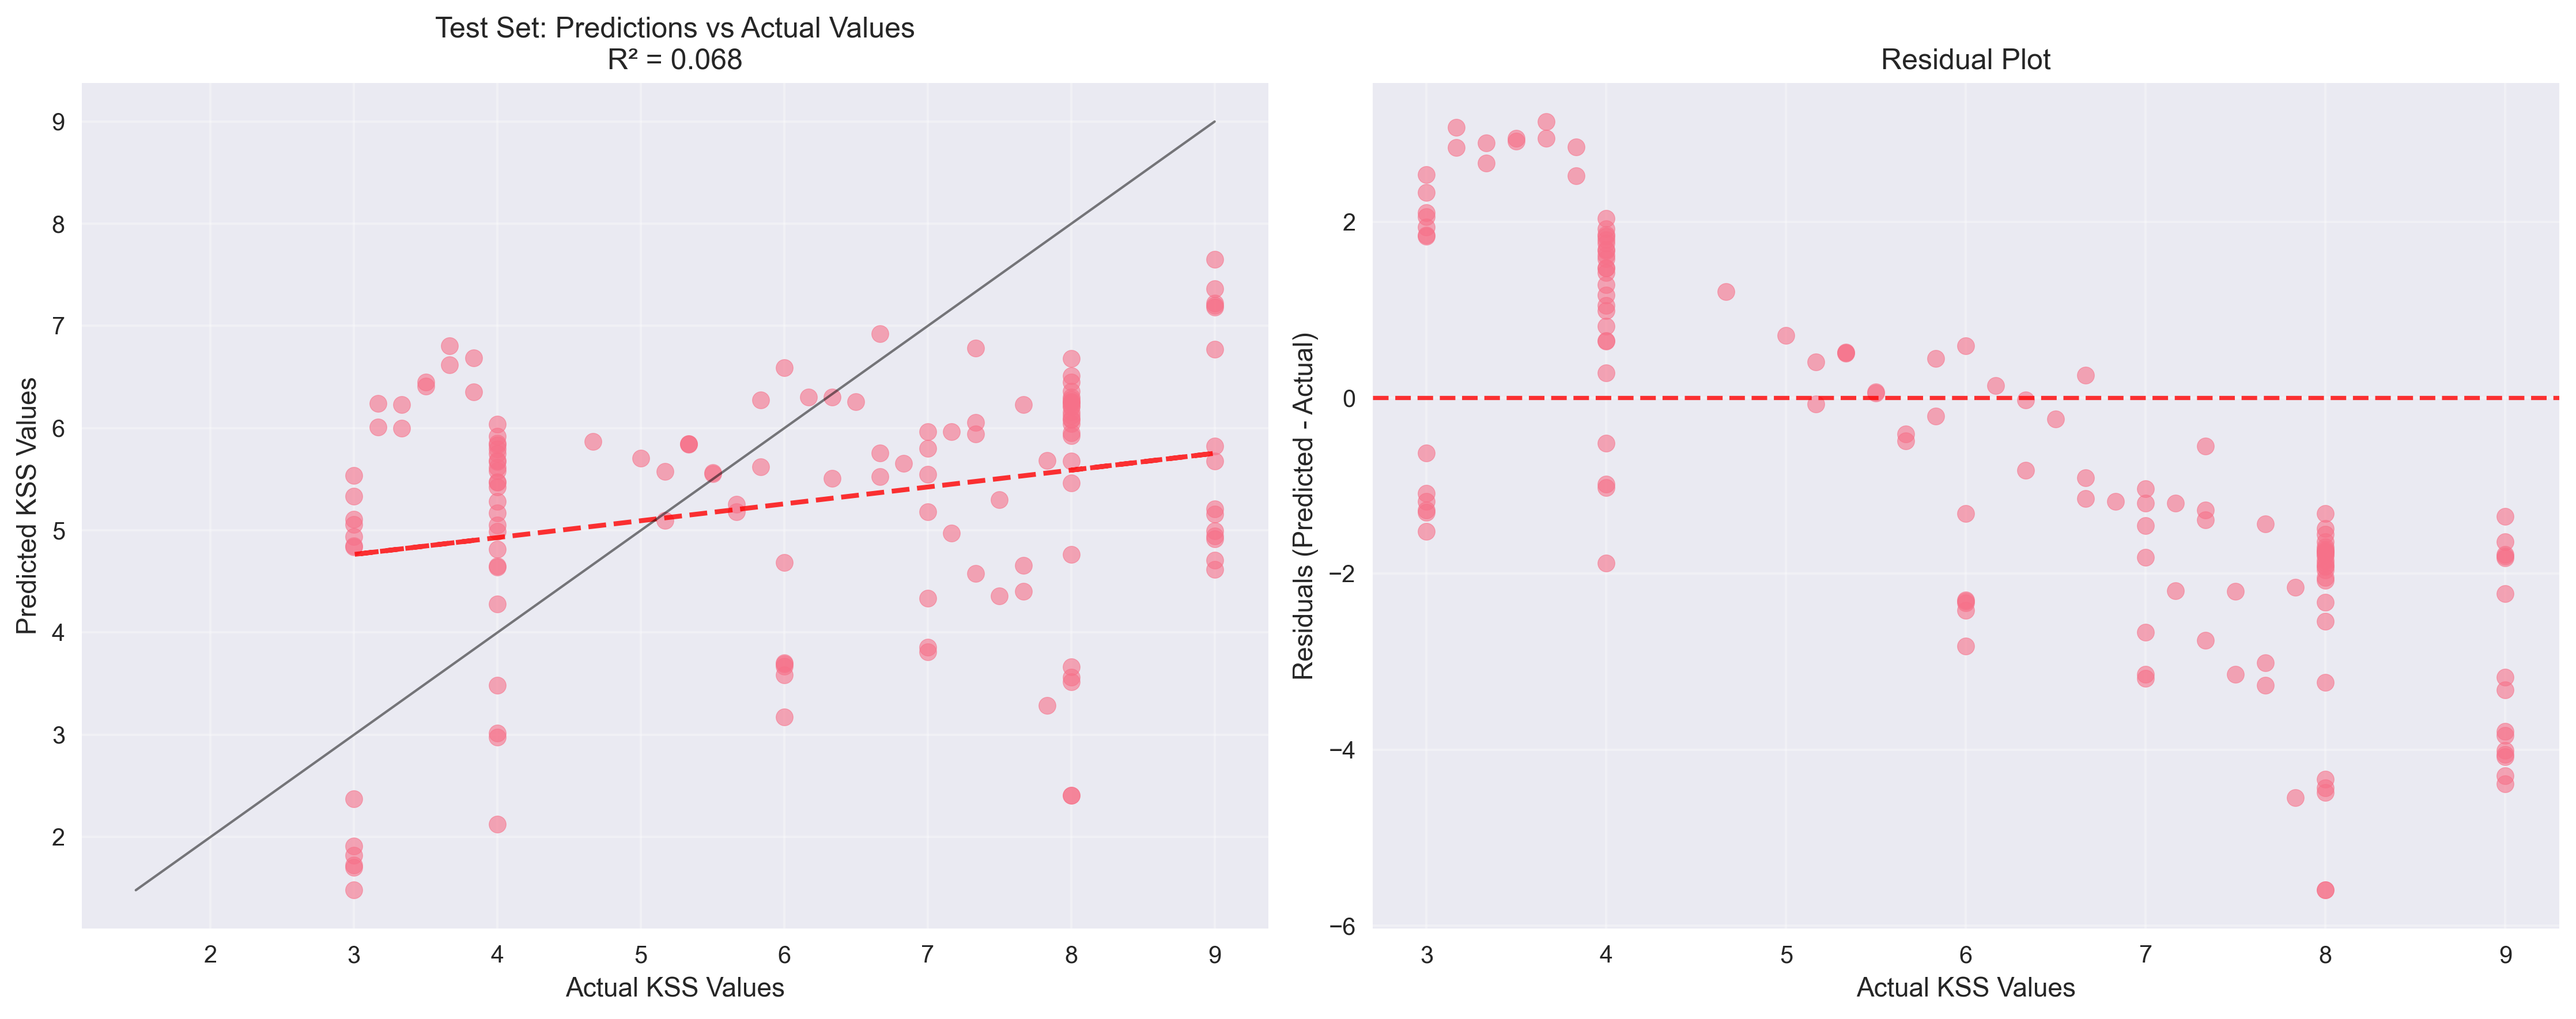 Test Set: Predictions vs Actual Values
R² = 0.068
Predicted KSS Values
9
8
7
6
5
4
3
2
2 3 4 5 6 7 8 9
Actual KSS Values
Residual Plot
Residuals (Predicted - Actual)
2
0
−2
−4
−6
3 4 5 6 7 8 9
Actual KSS Values